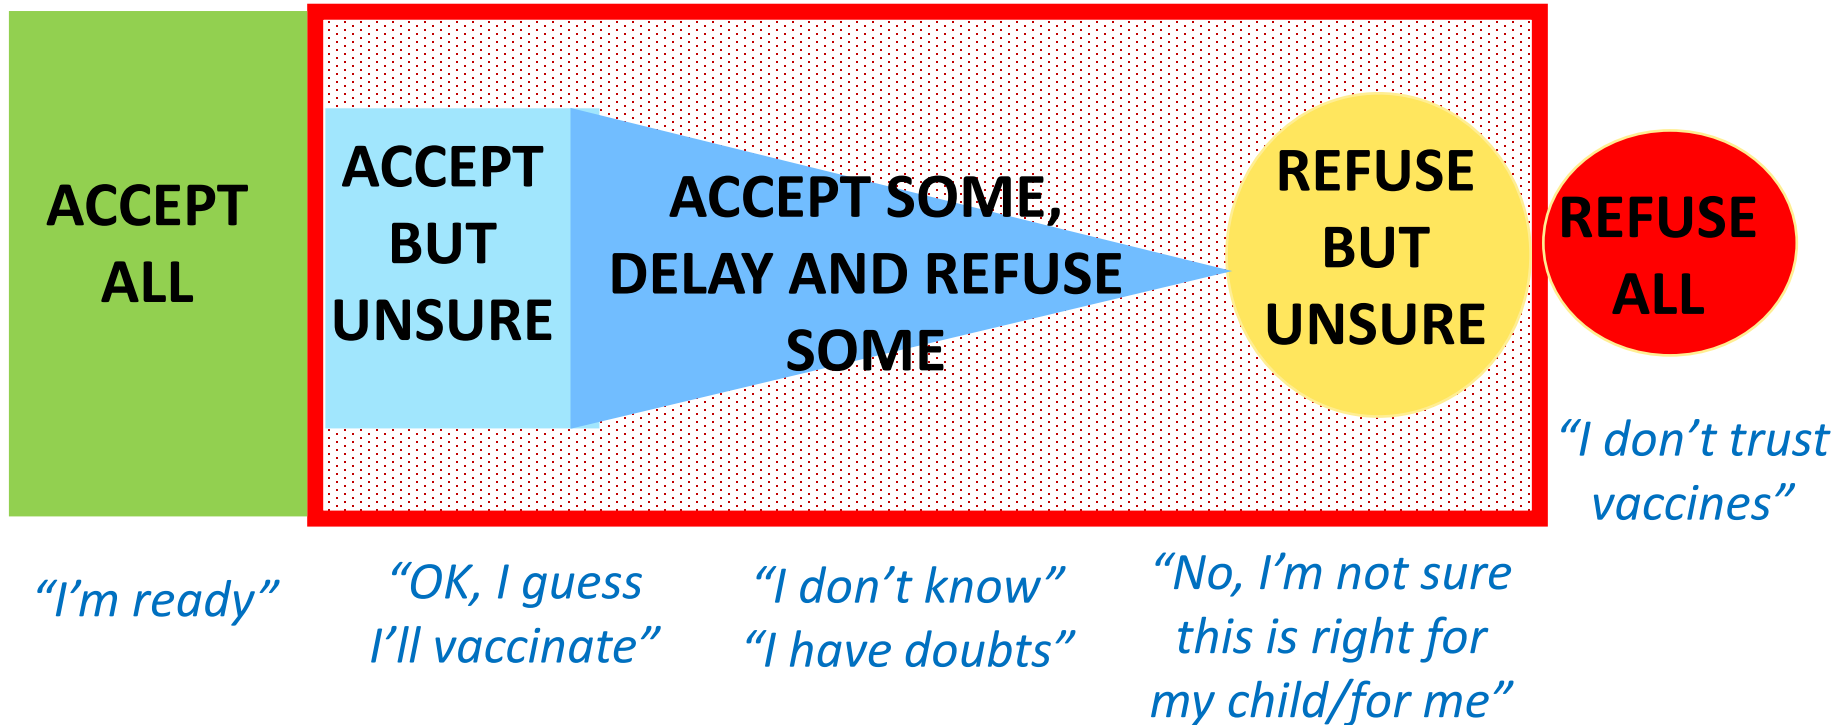 ACCEPT
ALL
ACCEPT
BUT
UNSURE
ACCEPT SOME,
DELAY AND REFUSE
SOME
REFUSE
BUT
UNSURE
REFUSE
ALL
“I’m ready”
“OK, I guess
I’ll vaccinate”
“I don’t know”
“I have doubts”
“No, I’m not sure
this is right for
my child/for me”
“I don’t trust
vaccines”